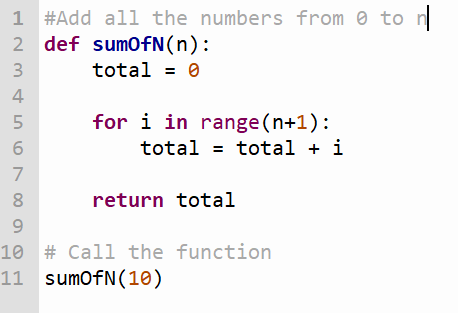 1 #Add all the numbers from 0 to n
2 def sumOfN(n):
3     total = 0
4
5     for i in range(n+1):
6         total = total + i
7
8     return total
9
10 # Call the function
11 sumOfN(10)